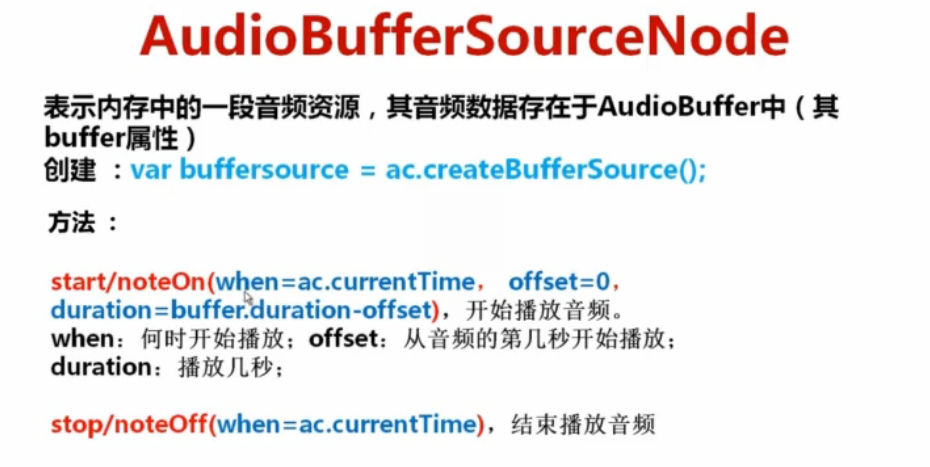 AudioBufferSourceNode
表示内存中的一段音频资源，其音频数据存在于AudioBuffer中（其
buffer属性）
创建 ：var buffersource = ac.createBufferSource();
方法 ：
start/noteOn(when=ac.currentTime， offset=0，
duration=buffer.duration-offset)，开始播放音频。
when：何时开始播放；offset：从音频的第几秒开始播放；
duration：播放几秒；
stop/noteOff(when=ac.currentTime)，结束播放音频